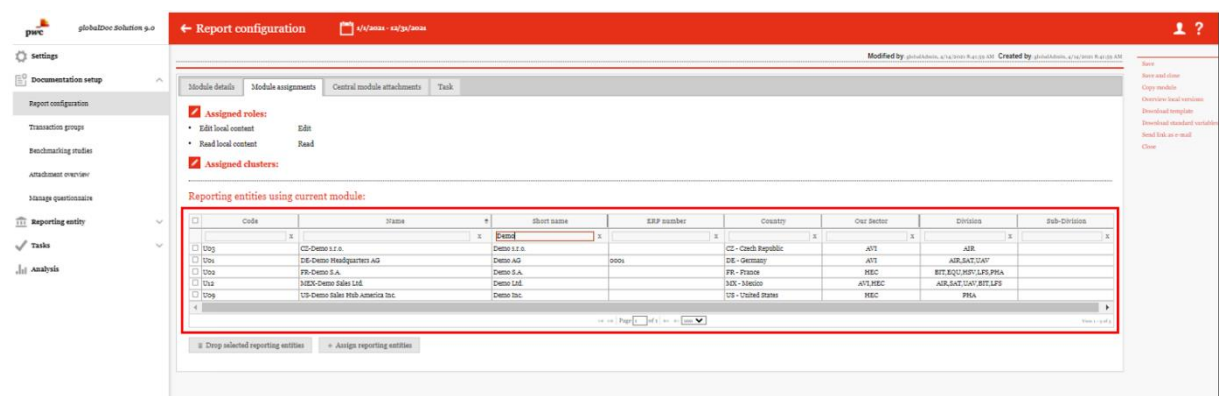 pwc globalDoc Solution 9.0
← Report configuration 1/1/2021 - 12/31/2021 ?
Settings
Documentation setup
Report configuration
Transaction groups
Benchmarking studies
Attachment overview
Manage questionnaire
Reporting entity
Tasks
Analysis
Modified by: Created by:
Module details Module assignments Central module attachments Task
Assigned roles:
• Edit local content Edit
• Read local content Read
Assigned clusters:
Reporting entities using current module:
Code Name Short name ERP number Country Our Sector Division Sub-Division
x x Demo x x x x x x
U03 CZ-Demo s.r.o. Demo s.r.o. CZ - Czech Republic AVI AIR
U01 DE-Demo Headquarters AG Demo AG 0001 DE - Germany AVI AIR,SAT,UAV
U02 FR-Demo S.A. Demo S.A. FR - France HEC BIT,EQU,HSV,LFS,PHA
U12 MEX-Demo Sales Ltd. Demo Ltd. MX - Mexico AVI,HEC AIR,SAT,UAV,BIT,LFS
U09 US-Demo Sales Hub America Inc. Demo Inc. US - United States HEC PHA
Page 1 of 1
Drop selected reporting entities + Assign reporting entities
Save
Save and close
Copy module
Overview local versions
Download template
Download standard variables
Send link as e-mail
Close